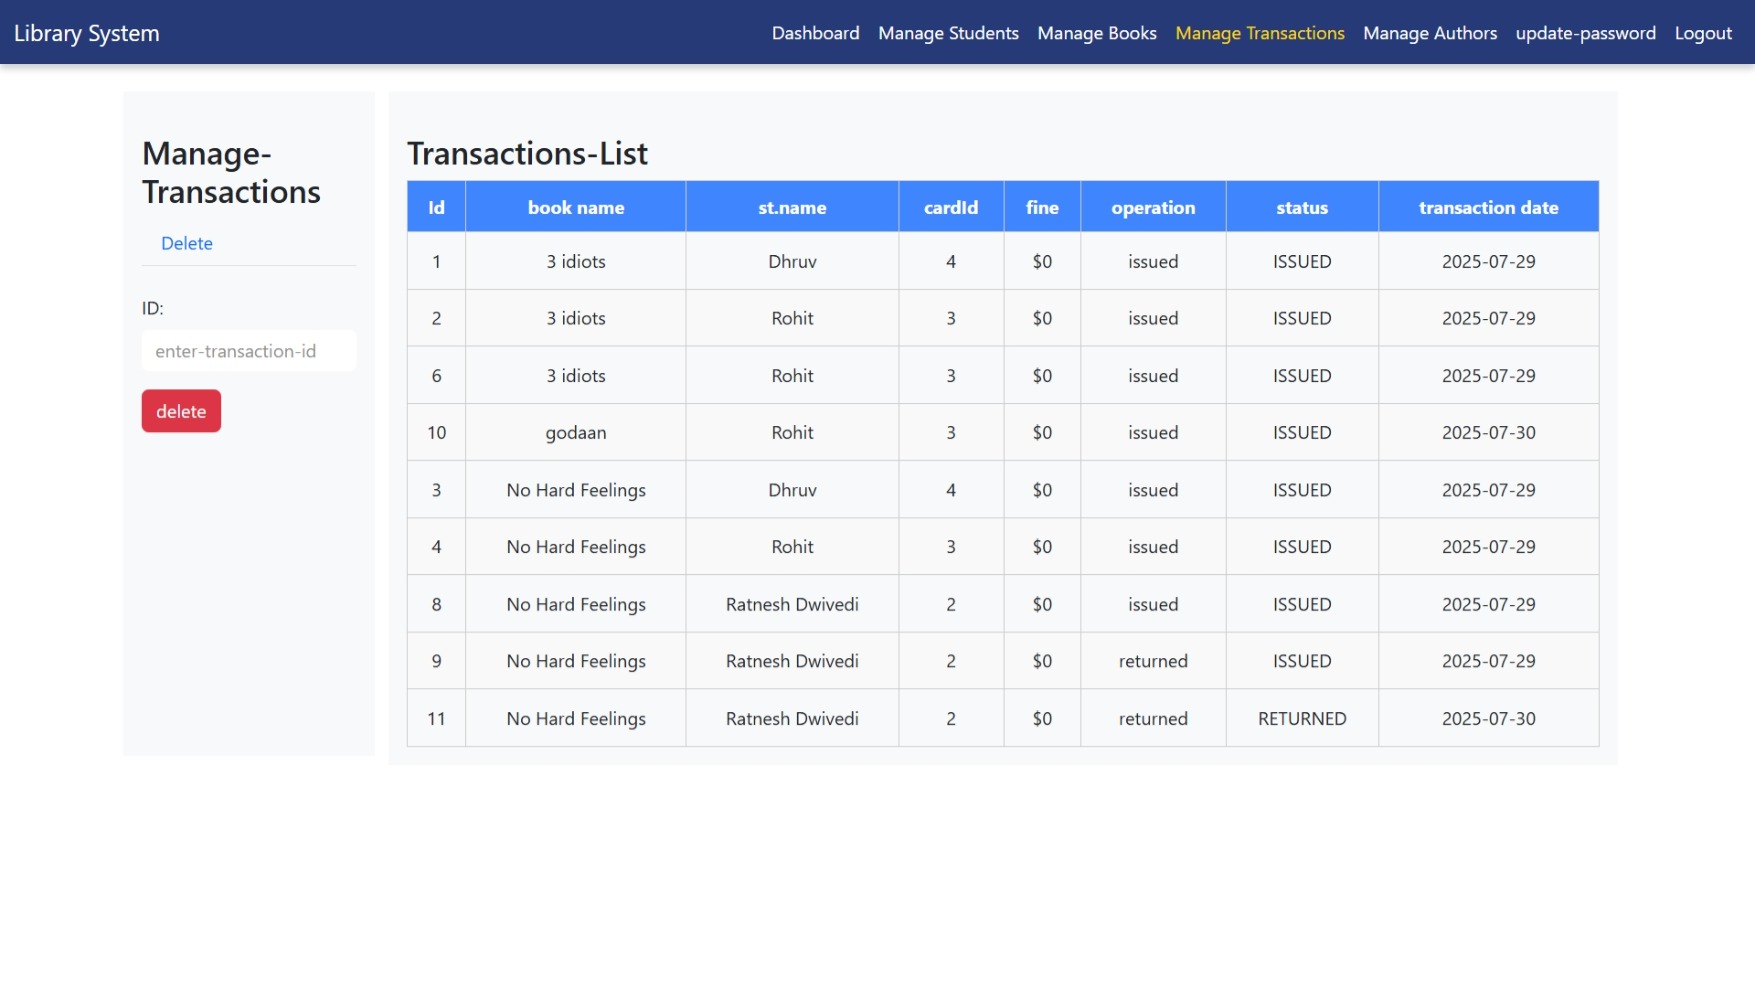 Library System Dashboard Manage Students Manage Books Manage Transactions Manage Authors update-password Logout
Manage-
Transactions
Delete
ID:
enter-transaction-id
delete
Transactions-List
Id book name st.name cardId fine operation status transaction date
1 3 idiots Dhruv 4 $0 issued ISSUED 2025-07-29
2 3 idiots Rohit 3 $0 issued ISSUED 2025-07-29
6 3 idiots Rohit 3 $0 issued ISSUED 2025-07-29
10 godaan Rohit 3 $0 issued ISSUED 2025-07-30
3 No Hard Feelings Dhruv 4 $0 issued ISSUED 2025-07-29
4 No Hard Feelings Rohit 3 $0 issued ISSUED 2025-07-29
8 No Hard Feelings Ratnesh Dwivedi 2 $0 issued ISSUED 2025-07-29
9 No Hard Feelings Ratnesh Dwivedi 2 $0 returned ISSUED 2025-07-29
11 No Hard Feelings Ratnesh Dwivedi 2 $0 returned RETURNED 2025-07-30